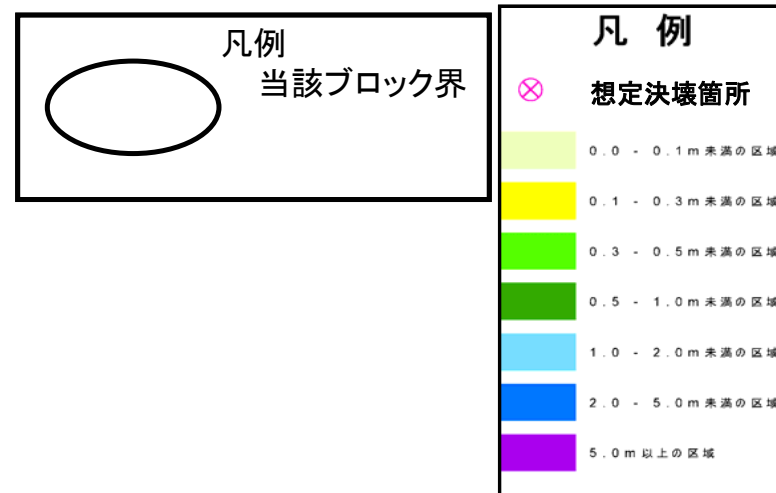 凡例
当該ブロック界
凡 例
想定決壊箇所
0.0 - 0.1m未満の区域
0.1 - 0.3m未満の区域
0.3 - 0.5m未満の区域
0.5 - 1.0m未満の区域
1.0 - 2.0m未満の区域
2.0 - 5.0m未満の区域
5.0m以上の区域